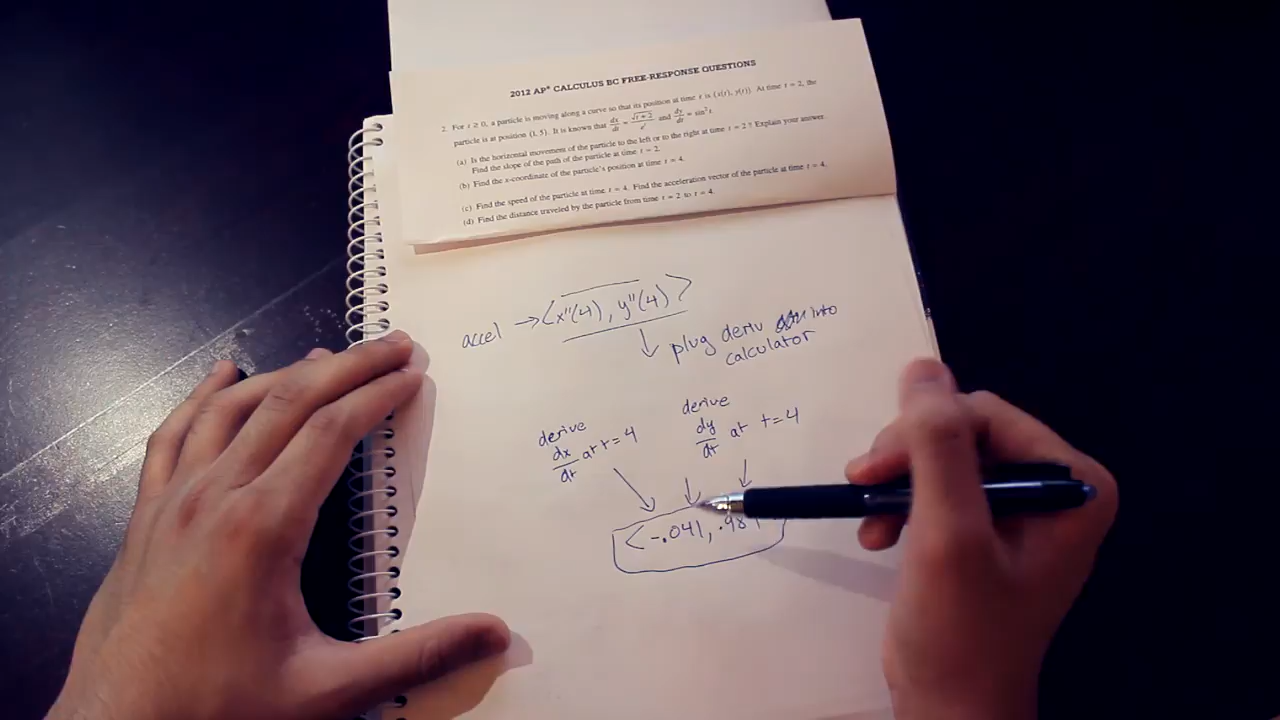 2012 AP® CALCULUS BC FREE-RESPONSE QUESTIONS
2. For t ≥ 0, a particle is moving along a curve so that its position at time t is (x(t), y(t)). At time t = 2, the
particle is at position (1, 5). It is known that dx/dt = √(t + 2)/e^t and dy/dt = sin² t.
(a) Is the horizontal movement of the particle to the left or to the right at time t = 2 ? Explain your answer.
Find the slope of the path of the particle at time t = 2.
(b) Find the x-coordinate of the particle's position at time t = 4.
(c) Find the speed of the particle at time t = 4. Find the acceleration vector of the particle at time t = 4.
(d) Find the distance traveled by the particle from time t = 2 to t = 4.
accel → <x"(4), y"(4)>
↓ plug deriv into
calculator
derive derive
dx/dt at t=4 dy/dt at t=4
<-.041, .98